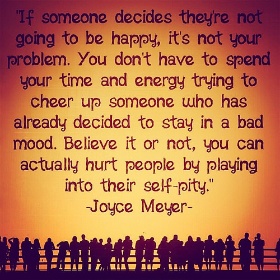 "If someone decides they're not
going to be happy, it's not your
problem. You don't have to spend
your time and energy trying to
cheer up someone who has
already decided to stay in a bad
mood. Believe it or not, you can
actually hurt people by playing
into their self-pity."
-Joyce Meyer-